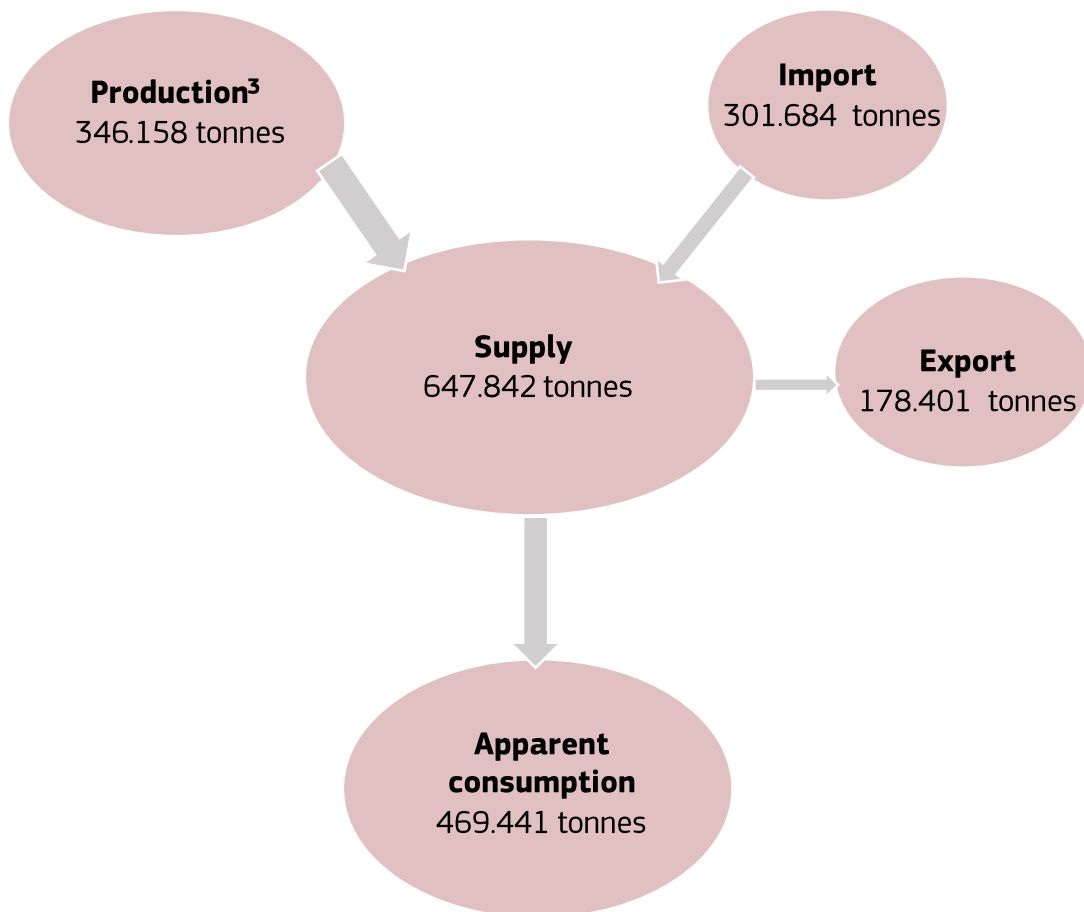 Production³
346.158 tonnes
Import
301.684 tonnes
Supply
647.842 tonnes
Export
178.401 tonnes
Apparent
consumption
469.441 tonnes